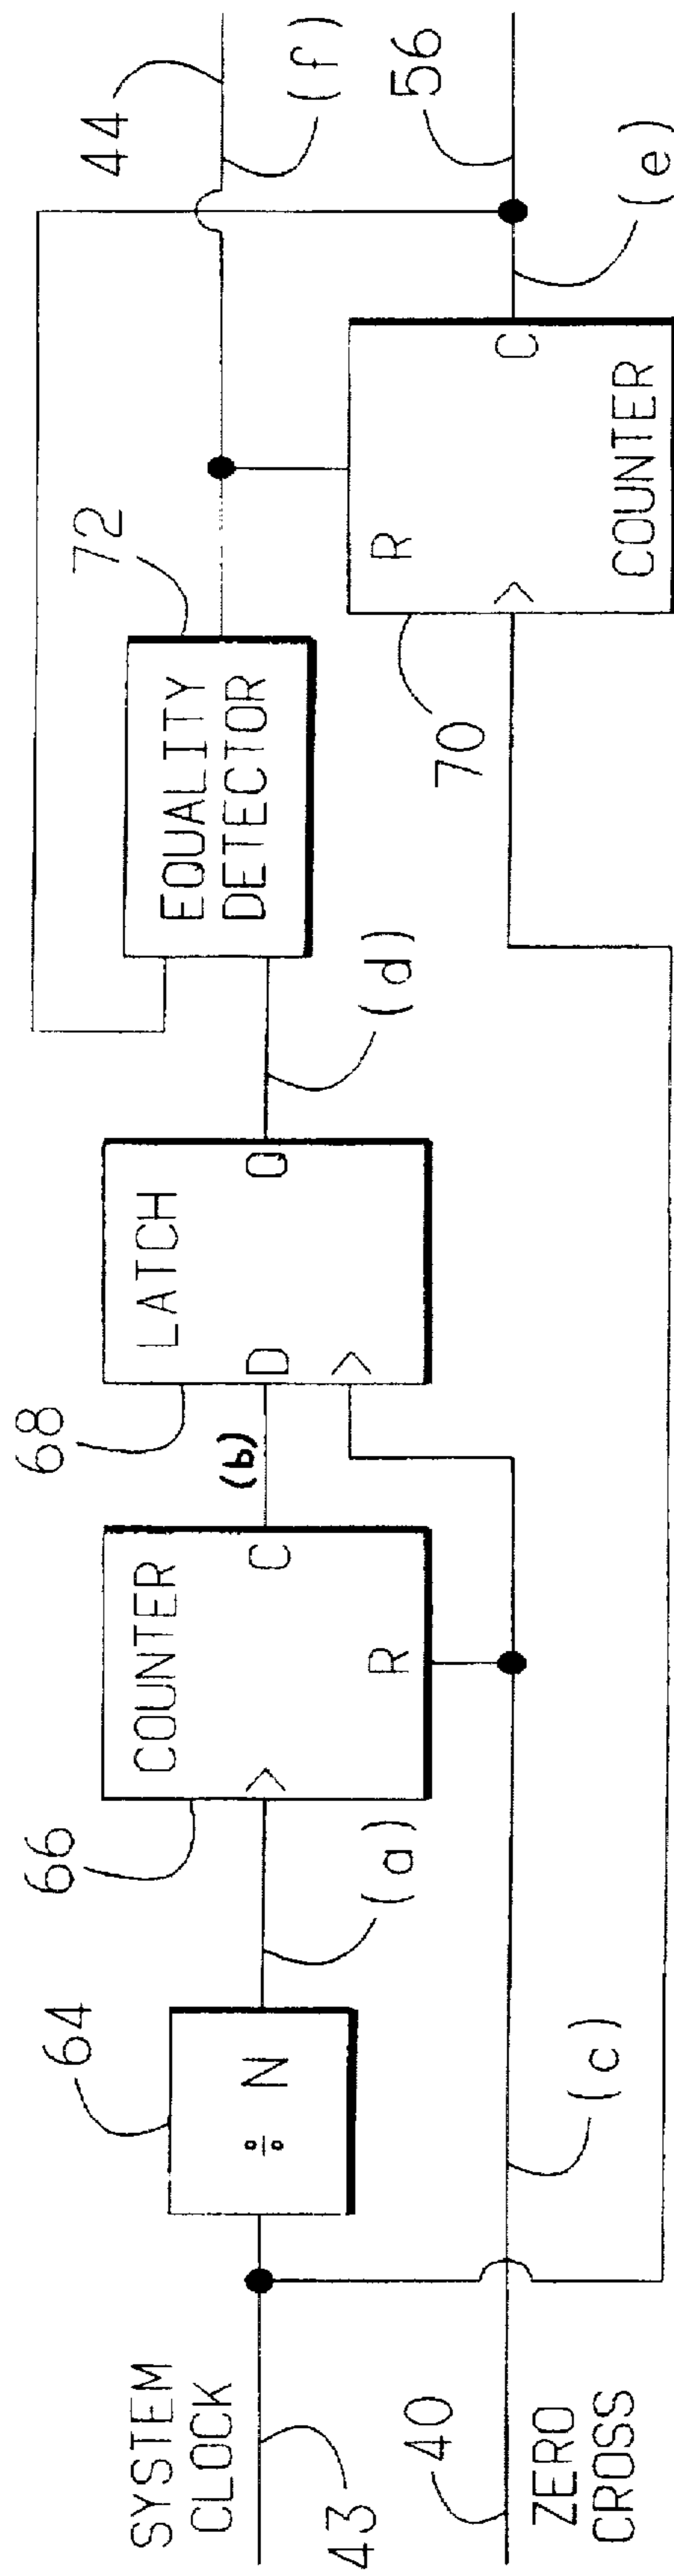 SYSTEM
CLOCK
43
40
ZERO
CROSS
64
÷ N
(a)
(c)
66
COUNTER
C
R
(b)
68
LATCH
D
Q
(d)
72
EQUALITY
DETECTOR
70
R
C
COUNTER
44
(f)
56
(e)